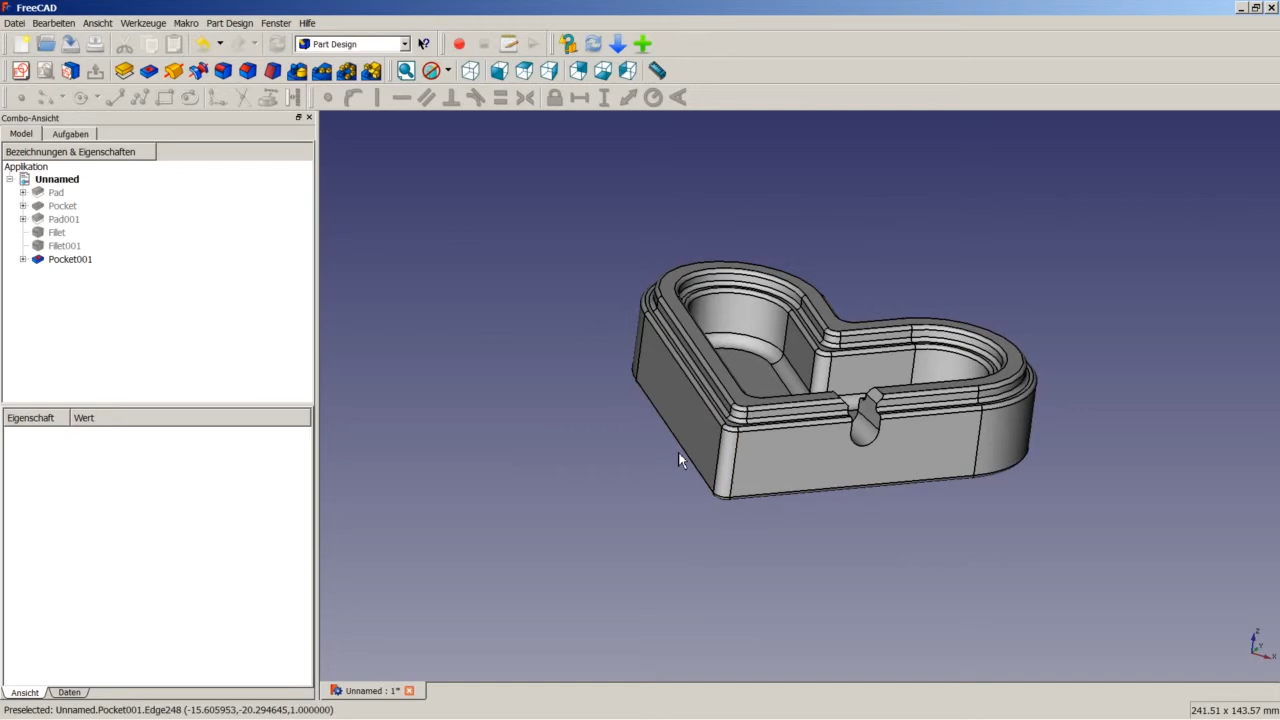 FreeCAD
Datei Bearbeiten Ansicht Werkzeuge Makro Part Design Fenster Hilfe
Part Design
Combo-Ansicht
Model Aufgaben
Bezeichnungen & Eigenschaften
Applikation
Unnamed
Pad
Pocket
Pad001
Fillet
Fillet001
Pocket001
Eigenschaft Wert
Z
Y
X
Ansicht Daten
Unnamed : 1*
Preselected: Unnamed.Pocket001.Edge248 (-15.605953,-20.294645,1.000000)
241.51 x 143.57 mm